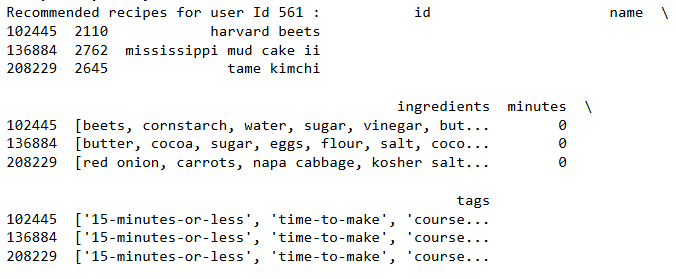 Recommended recipes for user Id 561 :            id                       name  \
102445  2110             harvard beets
136884  2762  mississippi mud cake ii
208229  2645               tame kimchi
ingredients  minutes  \
102445  [beets, cornstarch, water, sugar, vinegar, but...        0
136884  [butter, cocoa, sugar, eggs, flour, salt, coco...        0
208229  [red onion, carrots, napa cabbage, kosher salt...        0
tags
102445  ['15-minutes-or-less', 'time-to-make', 'course...
136884  ['15-minutes-or-less', 'time-to-make', 'course...
208229  ['15-minutes-or-less', 'time-to-make', 'course...